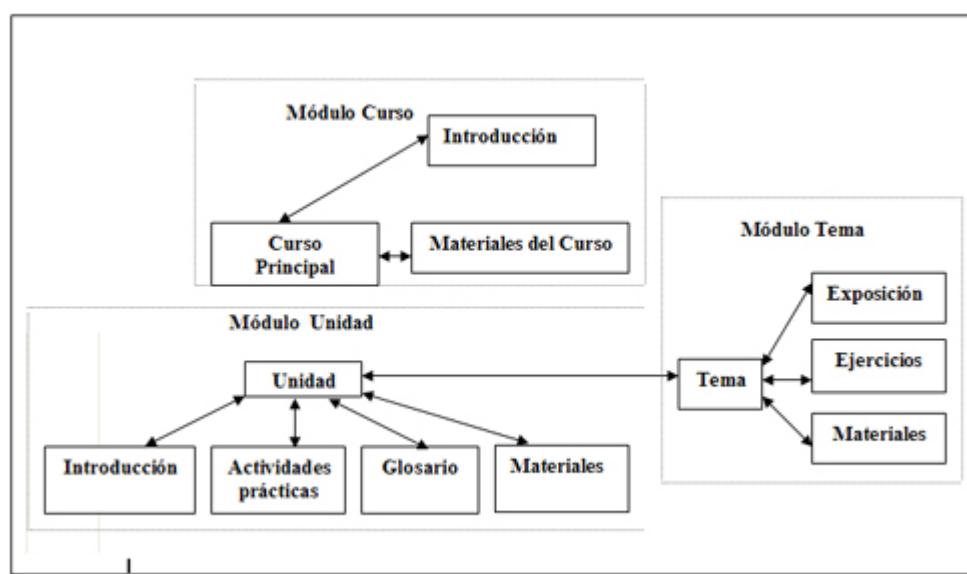 Módulo Curso
Introducción
Curso
Principal
Materiales del Curso
Módulo Tema
Exposición
Ejercicios
Tema
Materiales
Módulo Unidad
Unidad
Introducción
Actividades
prácticas
Glosario
Materiales